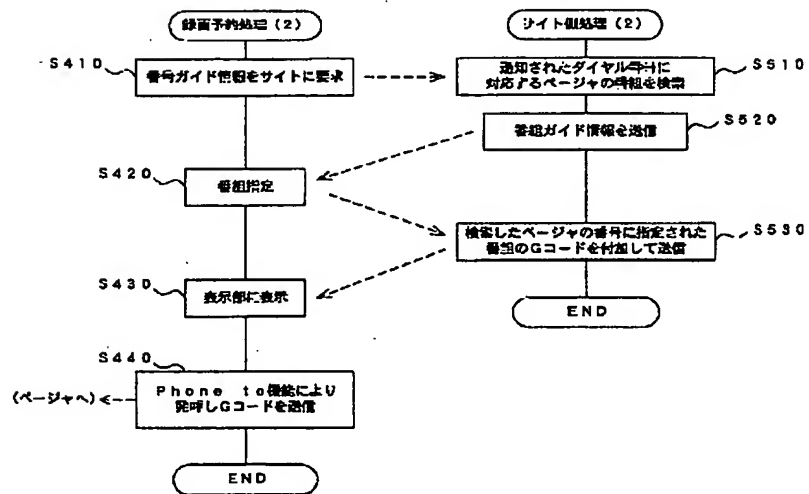 録画予約処理(2)
S410
番号ガイド情報をサイトに要求
S420
番組指定
S430
表示部に表示
S440
Phone to機能により
発呼しGコードを送信
(ページャへ)
END
サイト側処理(2)
通知されたダイヤル番号に
対応するページャの番組を検索
S510
番組ガイド情報を送信
S520
検索したページャの番号に指定された
番組のGコードを付加して送信
S530
END